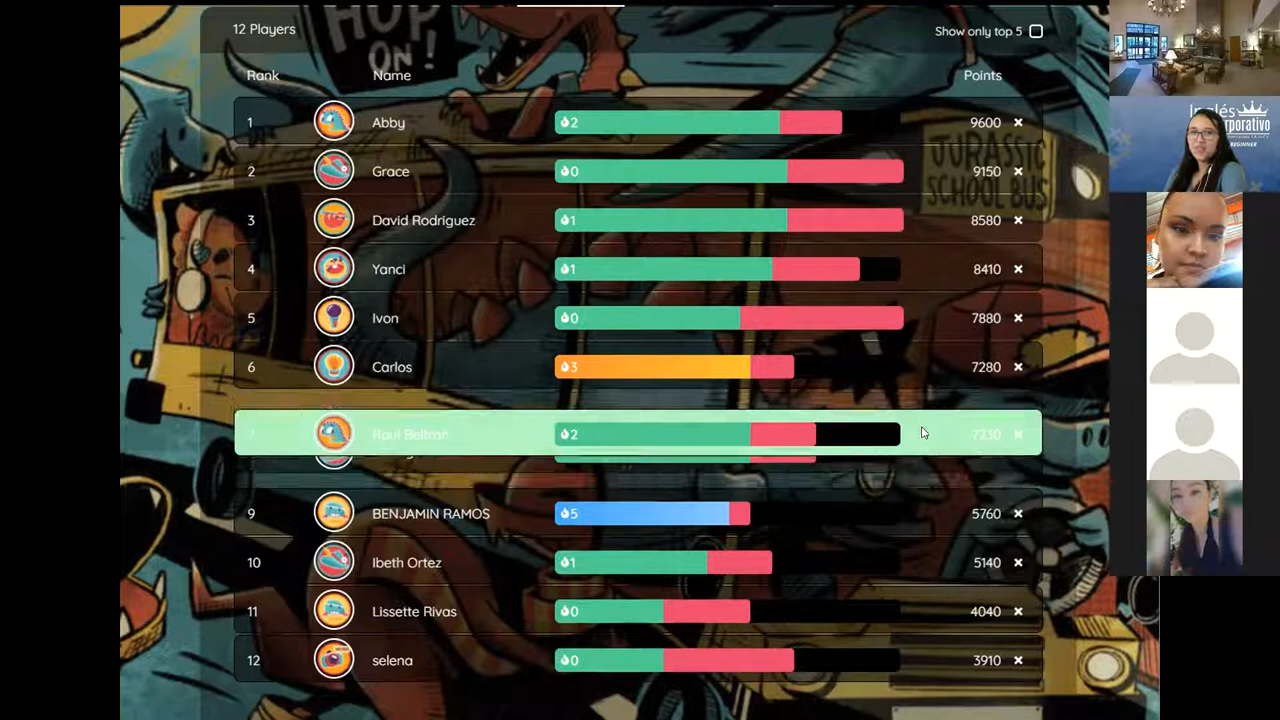 HOP
ON!
12 Players
Show only top 5
Rank Name Points
JURASSIC
SCHOOL BUS
1 Abby 2 9600
2 Grace 0 9150
3 David Rodriguez 1 8580
4 Yanci 1 8410
5 Ivon 0 7880
6 Carlos 3 7280
7 Raul Beltran 2 7230
9 BENJAMIN RAMOS 5 5760
10 Ibeth Ortez 1 5140
11 Lissette Rivas 0 4040
12 selena 0 3910
Inglés
orporativo
BEGINNER